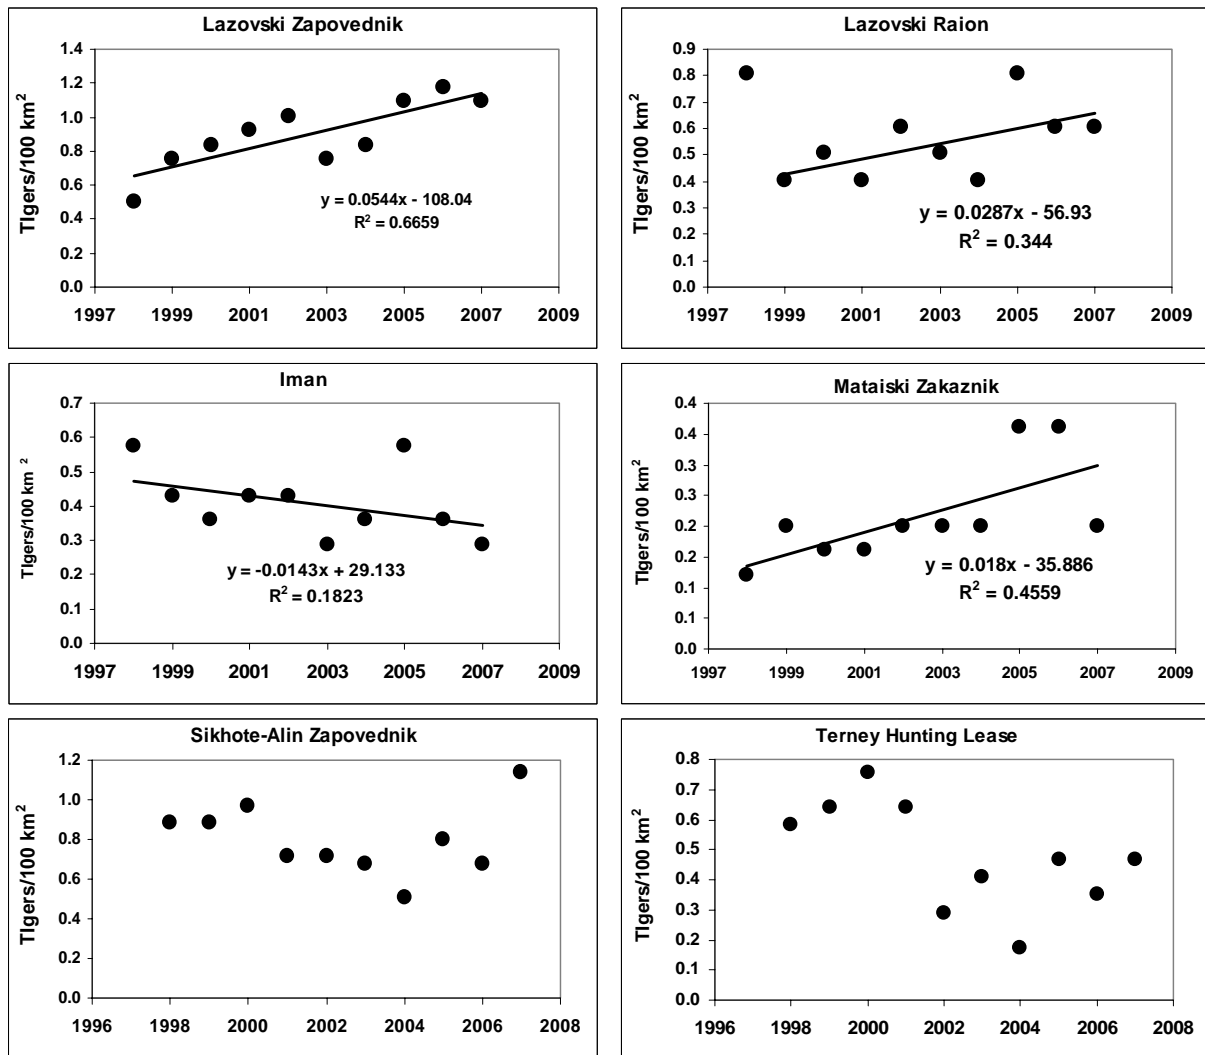 Lazovski Zapovednik
TIgers/100 km²
1.4
1.2
1.0
0.8
0.6
0.4
0.2
0.0
y = 0.0544x - 108.04
R² = 0.6659
1997 1999 2001 2003 2005 2007 2009
Lazovski Raion
TIgers/100 km²
0.9
0.8
0.7
0.6
0.5
0.4
0.3
0.2
0.1
0.0
y = 0.0287x - 56.93
R² = 0.344
1997 1999 2001 2003 2005 2007 2009
Iman
TIgers/100 km²
0.7
0.6
0.5
0.4
0.3
0.2
0.1
0.0
y = -0.0143x + 29.133
R² = 0.1823
1997 1999 2001 2003 2005 2007 2009
Mataiski Zakaznik
TIgers/100 km²
0.4
0.4
0.3
0.3
0.2
0.2
0.1
0.1
0.0
y = 0.018x - 35.886
R² = 0.4559
1997 1999 2001 2003 2005 2007 2009
Sikhote-Alin Zapovednik
TIgers/100 km²
1.2
1.0
0.8
0.6
0.4
0.2
0.0
1996 1998 2000 2002 2004 2006 2008
Terney Hunting Lease
TIgers/100 km²
0.8
0.7
0.6
0.5
0.4
0.3
0.2
0.1
0.0
1996 1998 2000 2002 2004 2006 2008